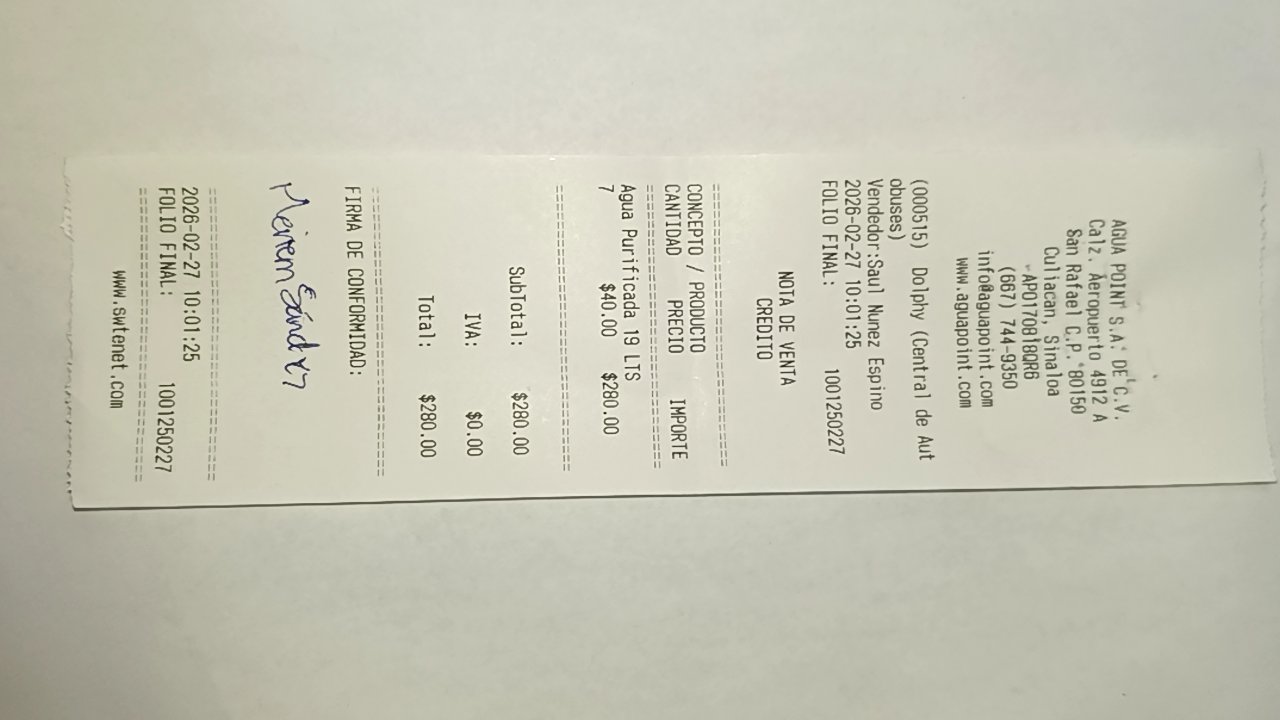 AGUA POINT S.A. DE C.V.
Calz. Aeropuerto 4912 A
San Rafael C.P. 80150
Culiacan, Sinaloa
APO170818QR6
(667) 744-9350
info@aguapoint.com
www.aguapoint.com
(000515) Dolphy (Central de Aut
obuses)
Vendedor:Saul Nunez Espino
2026-02-27 10:01:25
FOLIO FINAL: 1001250227
NOTA DE VENTA
CREDITO
CONCEPTO / PRODUCTO
CANTIDAD PRECIO IMPORTE
Agua Purificada 19 LTS
7 $40.00 $280.00
SubTotal: $280.00
IVA: $0.00
Total: $280.00
FIRMA DE CONFORMIDAD:
2026-02-27 10:01:25
FOLIO FINAL: 1001250227
www.swtenet.com